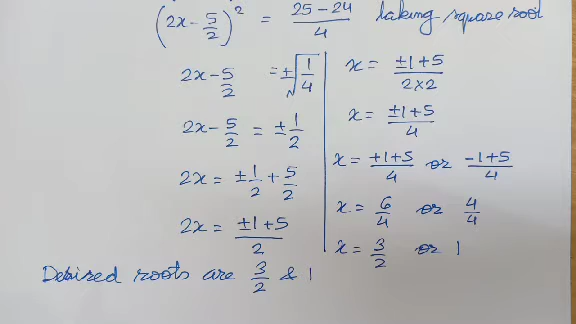 (2x - 5/2)² = 25 - 24/4 taking square root
2x - 5/2 = ±√1/4
2x - 5/2 = ±1/2
2x = ±1/2 + 5/2
2x = ±1+5/2
x = ±1+5/2×2
x = ±1+5/4
x = +1+5/4 or -1+5/4
x = 6/4 or 4/4
x = 3/2 or 1
Desired roots are 3/2 & 1